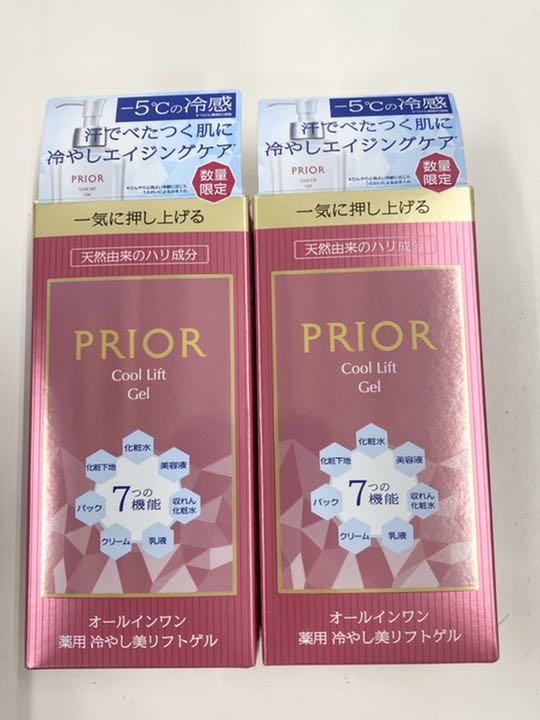 −5℃の冷感
汗でべたつく肌に
冷やしエイジングケア
PRIOR
Cool Lift
Gel
数量
限定
一気に押し上げる
天然由来のハリ成分
PRIOR
Cool Lift
Gel
化粧水
化粧下地
美容液
7つの
機能
パック
収れん
化粧水
クリーム
乳液
オールインワン
薬用 冷やし美リフトゲル
−5℃の冷感
汗でべたつく肌に
冷やしエイジングケア
PRIOR
Cool Lift
Gel
数量
限定
一気に押し上げる
天然由来のハリ成分
PRIOR
Cool Lift
Gel
化粧水
化粧下地
美容液
7つの
機能
パック
収れん
化粧水
クリーム
乳液
オールインワン
薬用 冷やし美リフトゲル